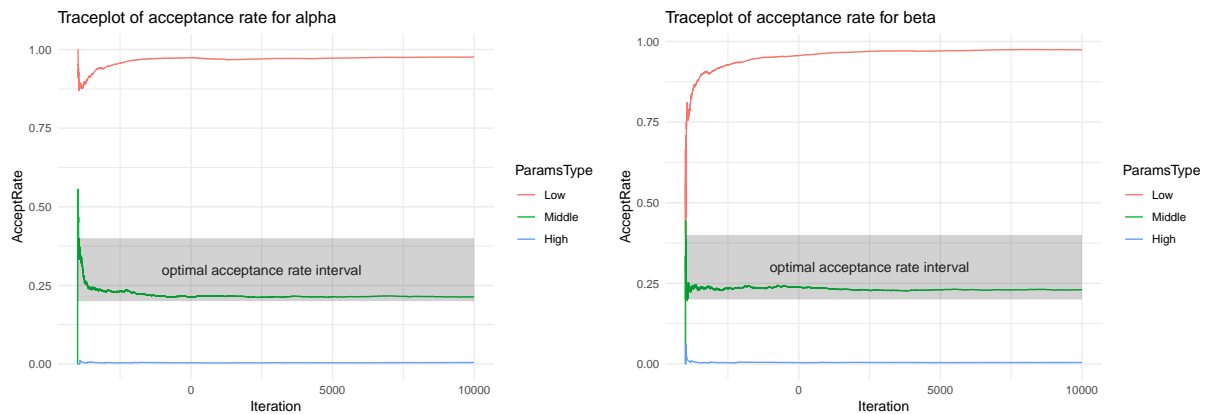 Traceplot of acceptance rate for alpha
1.00
0.75
0.50
0.25
0.00
AcceptRate
optimal acceptance rate interval
0
5000
10000
Iteration
ParamsType
Low
Middle
High
Traceplot of acceptance rate for beta
1.00
0.75
0.50
0.25
0.00
AcceptRate
optimal acceptance rate interval
0
5000
10000
Iteration
ParamsType
Low
Middle
High